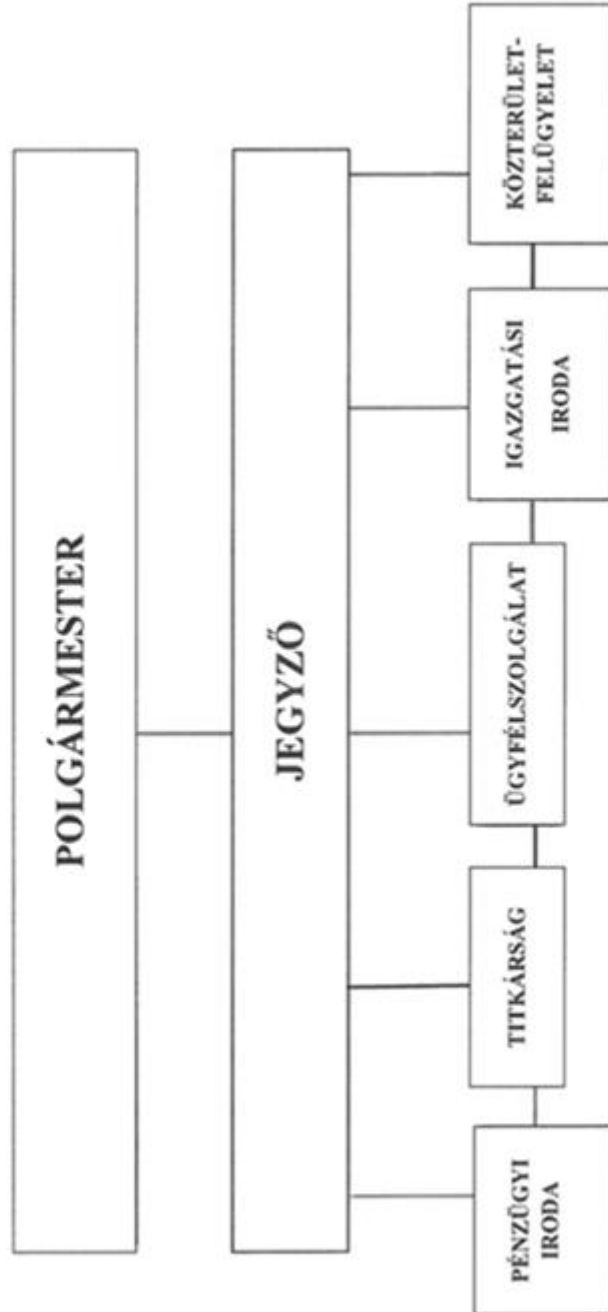 POLGÁRMESTER
JEGYZŐ
PÉNZÜGYI
IRODA
TITKÁRSÁG
ÜGYFÉLSZOLGÁLAT
IGAZGATÁSI
IRODA
KÖZTERÜLET-
FELÜGYELET